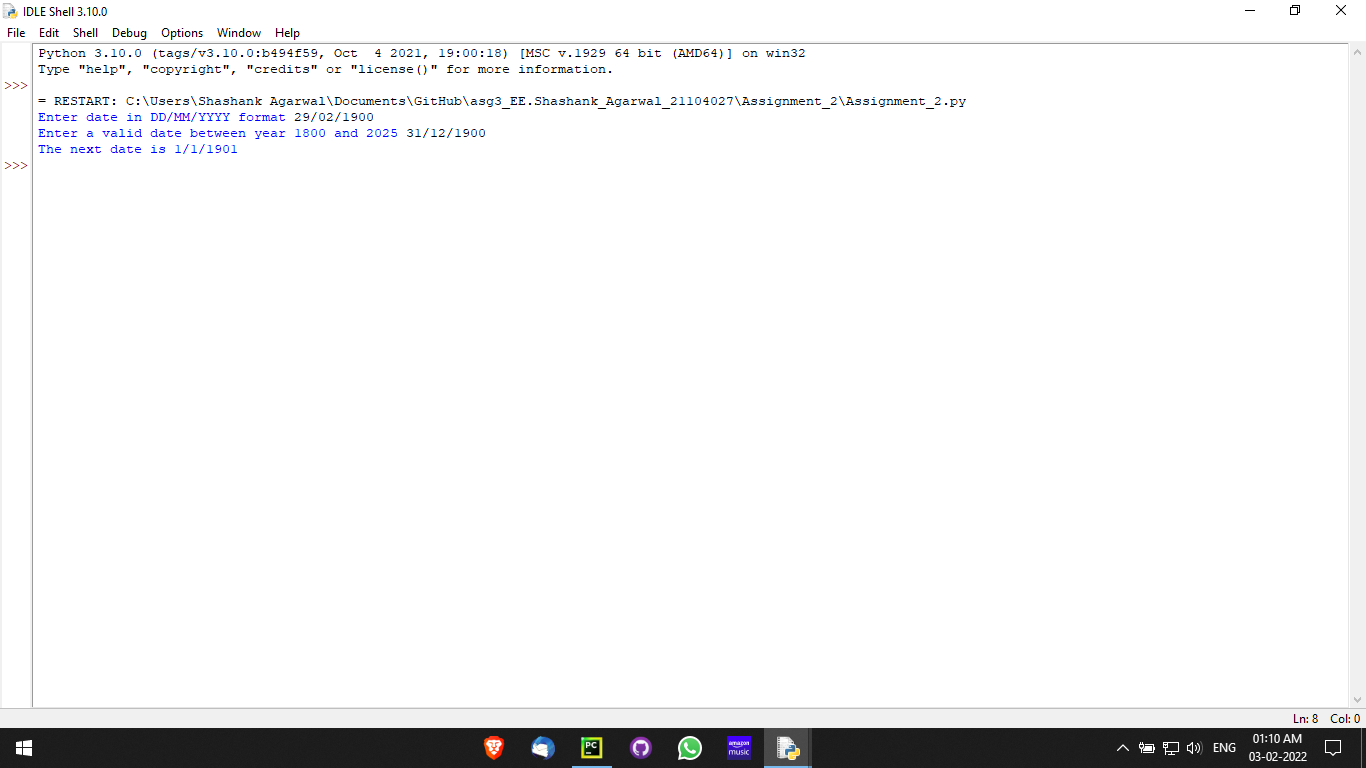 IDLE Shell 3.10.0
File Edit Shell Debug Options Window Help
Python 3.10.0 (tags/v3.10.0:b494f59, Oct  4 2021, 19:00:18) [MSC v.1929 64 bit (AMD64)] on win32
Type "help", "copyright", "credits" or "license()" for more information.
>>>
= RESTART: C:\Users\Shashank Agarwal\Documents\GitHub\asg3_EE.Shashank_Agarwal_21104027\Assignment_2\Assignment_2.py
Enter date in DD/MM/YYYY format 29/02/1900
Enter a valid date between year 1800 and 2025 31/12/1900
The next date is 1/1/1901
>>>
Ln: 8 Col: 0
PC
amazon
music
ENG
01:10 AM
03-02-2022